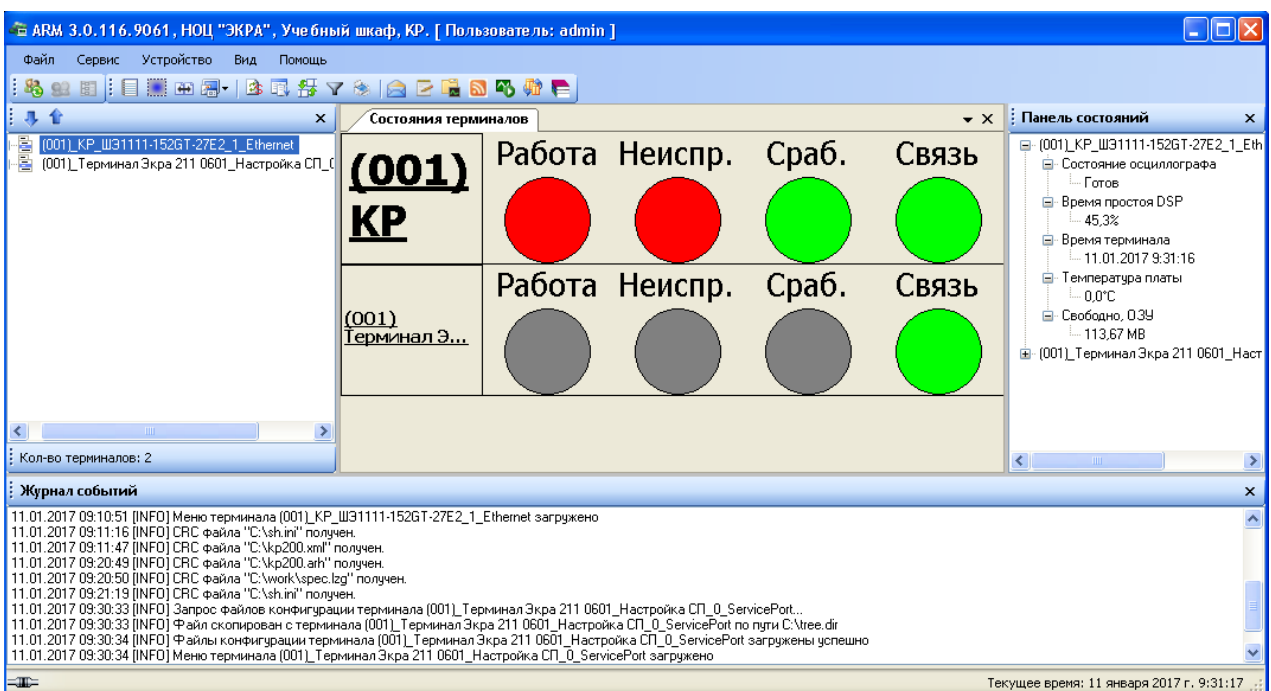 ARM 3.0.116.9061, НОЦ "ЭКРА", Учебный шкаф, KP. [ Пользователь: admin ]
Файл Сервис Устройство Вид Помощь
(001)_KP_ШЭ1111-152GT-27E2_1_Ethernet
(001)_Терминал Экра 211 0601_Настройка СП_0
Кол-во терминалов: 2
Состояния терминалов
(001) KP
Работа Неиспр. Сраб. Связь
(001) Терминал Э...
Работа Неиспр. Сраб. Связь
Панель состояний
(001)_KP_ШЭ1111-152GT-27E2_1_Eth
Состояние осциллографа
Готов
Время простоя DSP
45,3%
Время терминала
11.01.2017 9:31:16
Температура платы
0,0°C
Свободно, ОЗУ
113,67 MB
(001)_Терминал Экра 211 0601_Наст
Журнал событий
11.01.2017 09:10:51 [INFO] Меню терминала (001)_KP_ШЭ1111-152GT-27E2_1_Ethernet загружено
11.01.2017 09:11:16 [INFO] CRC файла "C:\sh.ini" получен.
11.01.2017 09:11:47 [INFO] CRC файла "C:\kp200.xml" получен.
11.01.2017 09:20:49 [INFO] CRC файла "C:\kp200.arh" получен.
11.01.2017 09:20:50 [INFO] CRC файла "C:\work\spec.lzg" получен.
11.01.2017 09:21:19 [INFO] CRC файла "C:\sh.ini" получен.
11.01.2017 09:30:33 [INFO] Запрос файлов конфигурации терминала (001)_Терминал Экра 211 0601_Настройка СП_0_ServicePort...
11.01.2017 09:30:33 [INFO] Файл скопирован с терминала (001)_Терминал Экра 211 0601_Настройка СП_0_ServicePort по пути C:\tree.dir
11.01.2017 09:30:34 [INFO] Файлы конфигурации терминала (001)_Терминал Экра 211 0601_Настройка СП_0_ServicePort загружены успешно
11.01.2017 09:30:34 [INFO] Меню терминала (001)_Терминал Экра 211 0601_Настройка СП_0_ServicePort загружено
Текущее время: 11 января 2017 г. 9:31:17